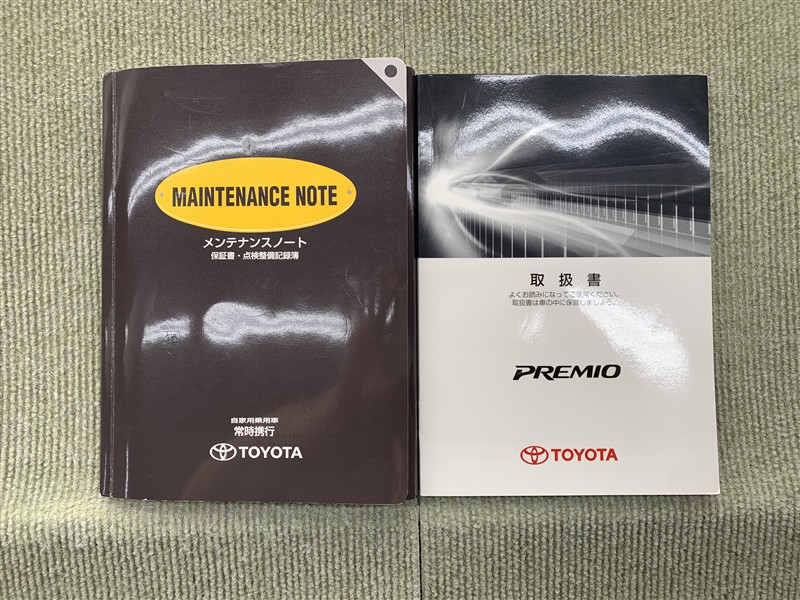 MAINTENANCE NOTE
メンテナンスノート
保証書・点検整備記録簿
自家用乗用車
常時携行
TOYOTA
取扱書
よくお読みになってご使用ください。
取扱書は車の中に保管しましょう。
PREMIO
TOYOTA